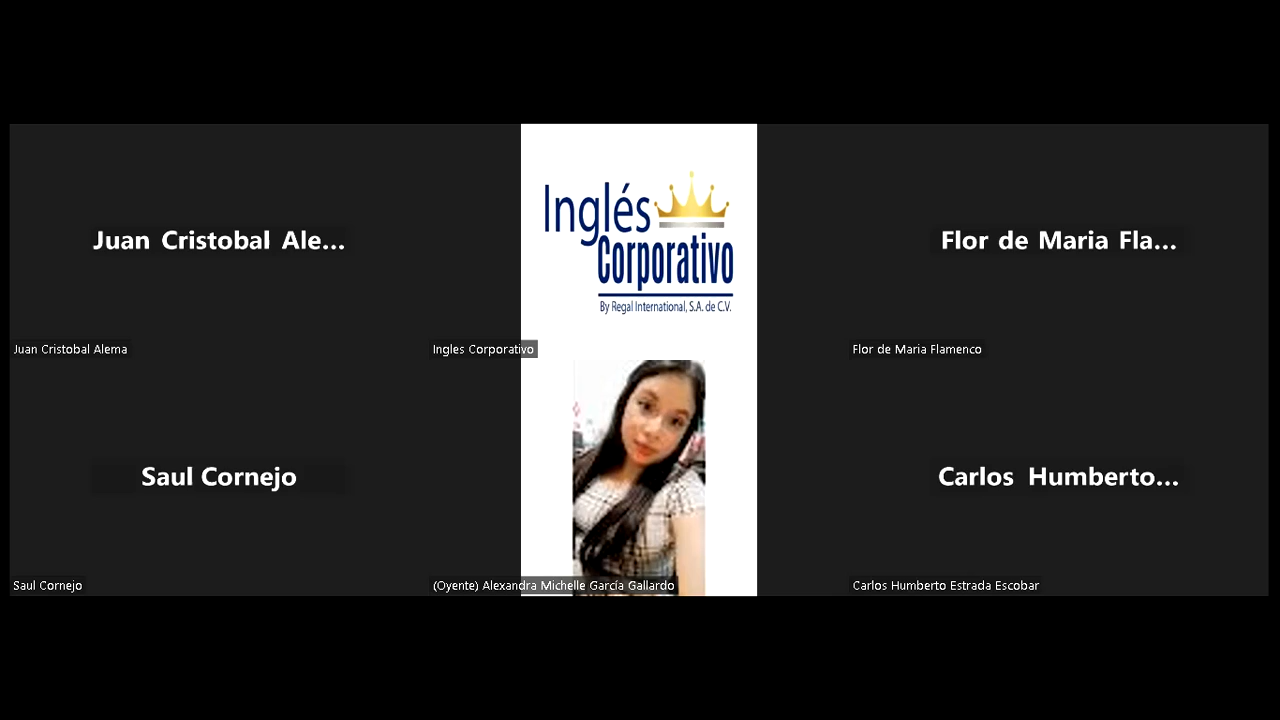 Juan Cristobal Ale...
Inglés
Corporativo
By Regal International, S.A. de C.V.
Flor de Maria Fla...
Juan Cristobal Alema
Ingles Corporativo
Flor de Maria Flamenco
Saul Cornejo
Carlos Humberto...
Saul Cornejo
(Oyente) Alexandra Michelle García Gallardo
Carlos Humberto Estrada Escobar